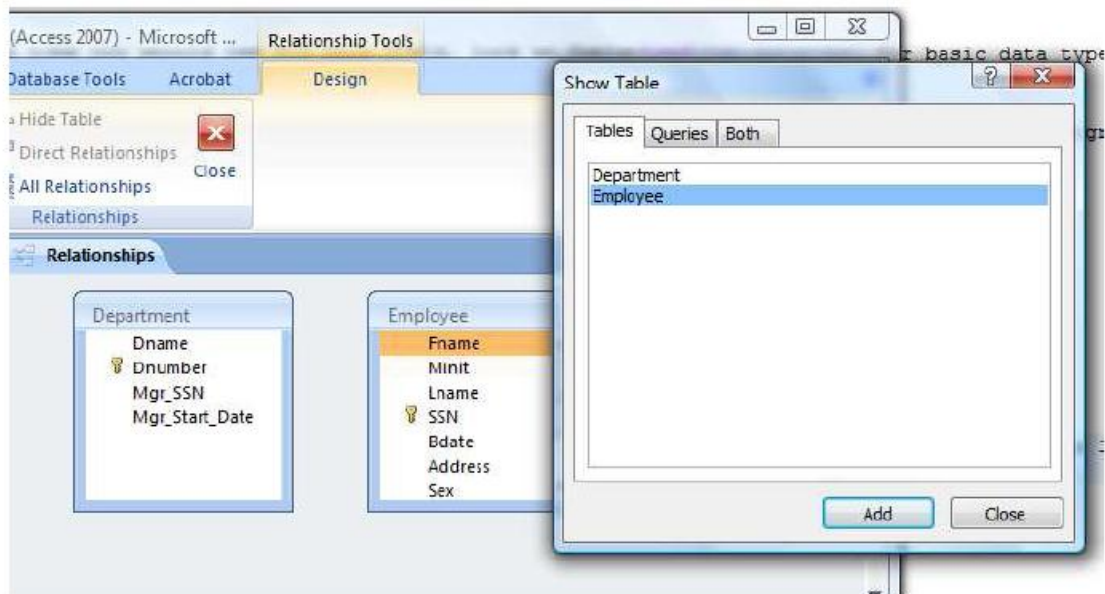 (Access 2007) - Microsoft ... Relationship Tools
r basic data type
Database Tools Acrobat Design
Hide Table
Direct Relationships
All Relationships
Close
Relationships
Relationships
Department
Dname
Dnumber
Mgr_SSN
Mgr_Start_Date
Employee
Fname
Minit
Lname
SSN
Bdate
Address
Sex
Show Table
Tables Queries Both
Department
Employee
Add Close